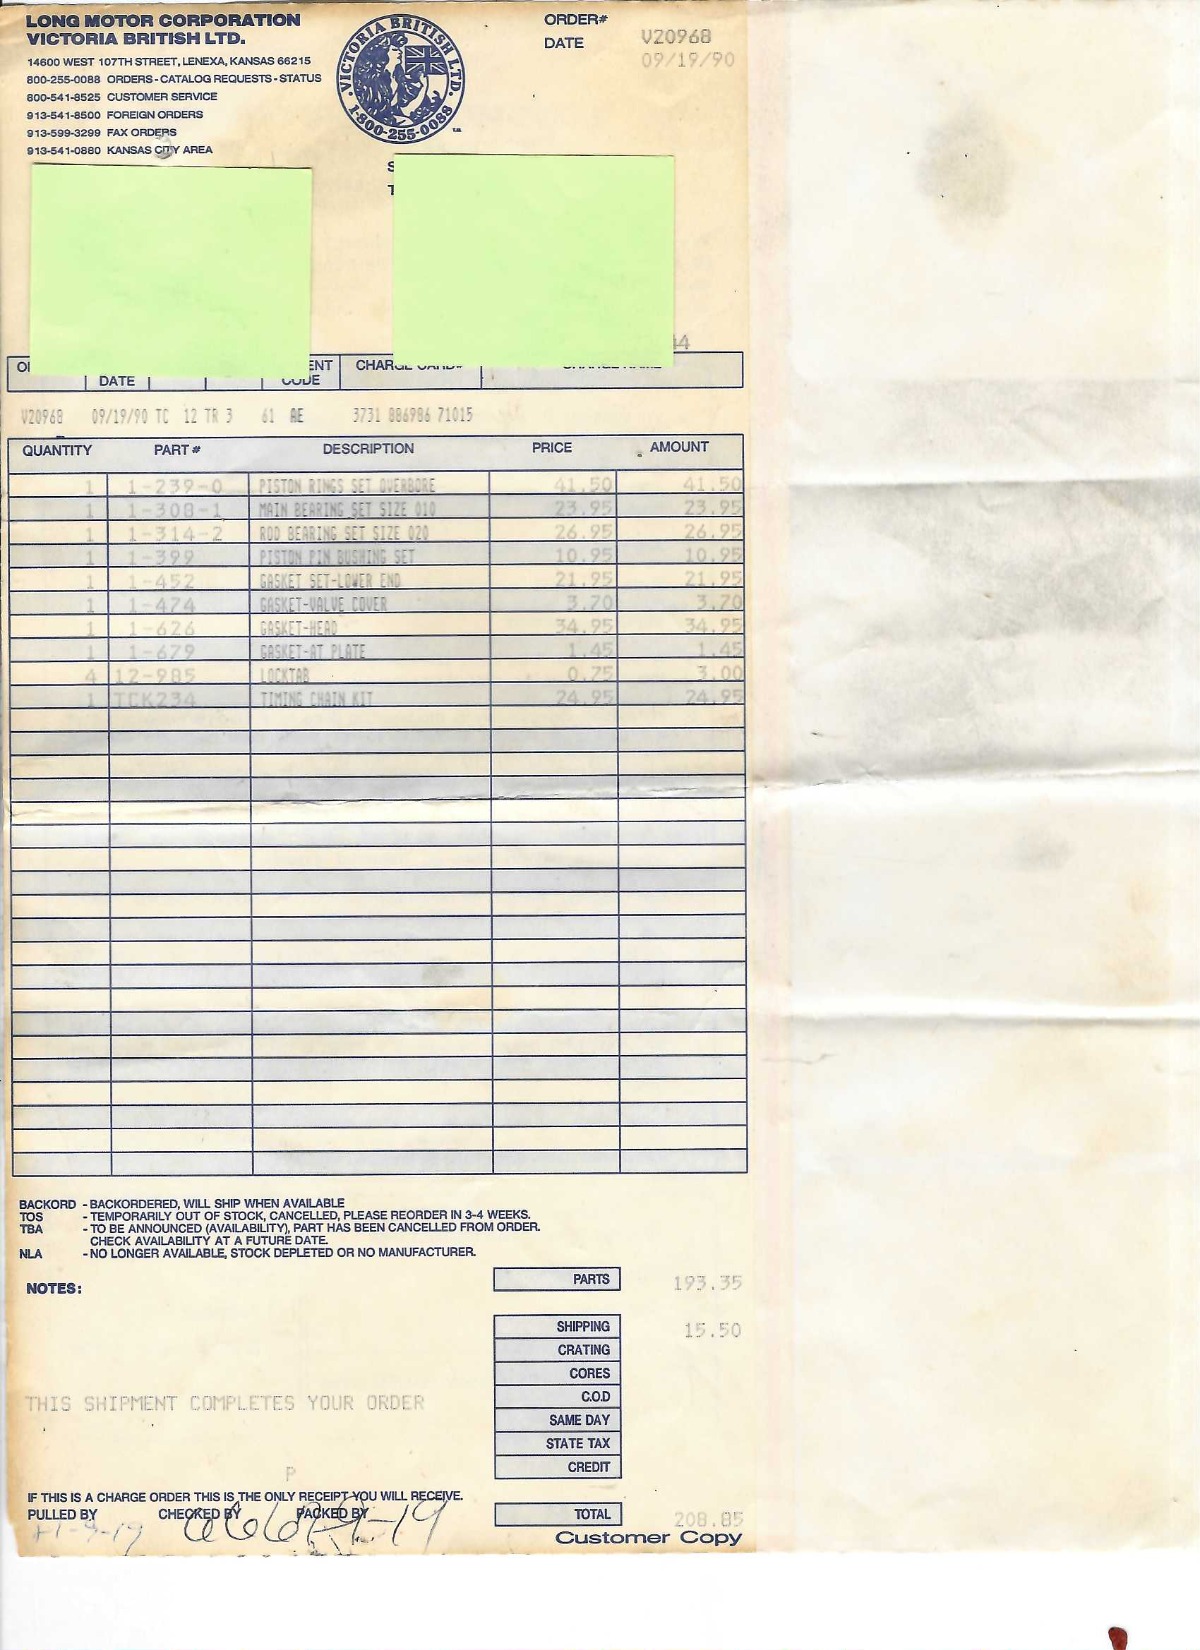 LONG MOTOR CORPORATION
VICTORIA BRITISH LTD.
14600 WEST 107TH STREET, LENEXA, KANSAS 66215
800-255-0088 ORDERS - CATALOG REQUESTS - STATUS
800-541-8525 CUSTOMER SERVICE
913-541-8500 FOREIGN ORDERS
913-599-3299 FAX ORDERS
913-541-0880 KANSAS CITY AREA
VICTORIA BRITISH LTD.
1-800-255-0088
ORDER# V20968
DATE 09/19/90
DATE CODE
V20968 09/19/90 TC 12 TR 3 61 AE 3731 886986 71015
QUANTITY PART # DESCRIPTION PRICE AMOUNT
1 1-239-0 PISTON RINGS SET OVERBORE 41.50 41.50
1 1-308-1 MAIN BEARING SET SIZE 010 23.95 23.95
1 1-314-2 ROD BEARING SET SIZE 020 26.95 26.95
1 1-399 PISTON PIN BUSHING SET 10.95 10.95
1 1-452 GASKET SET-LOWER END 21.95 21.95
1 1-474 GASKET-VALVE COVER 3.70 3.70
1 1-626 GASKET-HEAD 34.95 34.95
1 1-679 GASKET-AT PLATE 1.45 1.45
4 12-985 LOCKTAB 0.75 3.00
1 TCK234 TIMING CHAIN KIT 24.95 24.95
BACKORD - BACKORDERED, WILL SHIP WHEN AVAILABLE
TOS - TEMPORARILY OUT OF STOCK, CANCELLED, PLEASE REORDER IN 3-4 WEEKS.
TBA - TO BE ANNOUNCED (AVAILABILITY), PART HAS BEEN CANCELLED FROM ORDER.
CHECK AVAILABILITY AT A FUTURE DATE.
NLA - NO LONGER AVAILABLE, STOCK DEPLETED OR NO MANUFACTURER.
NOTES:
PARTS 193.35
SHIPPING 15.50
CRATING
CORES
C.O.D
THIS SHIPMENT COMPLETES YOUR ORDER
SAME DAY
STATE TAX
CREDIT
P
IF THIS IS A CHARGE ORDER THIS IS THE ONLY RECEIPT YOU WILL RECEIVE.
PULLED BY CHECKED BY PACKED BY
TOTAL 208.85
Customer Copy